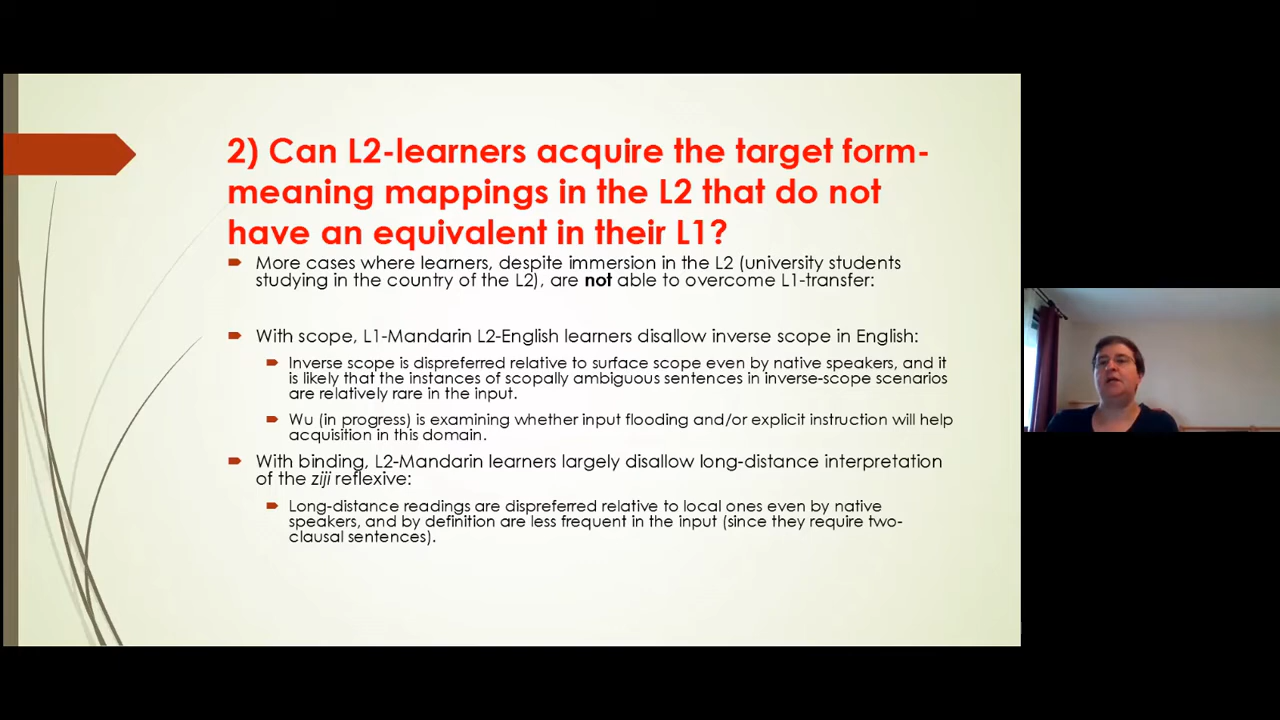 2) Can L2-learners acquire the target form-
meaning mappings in the L2 that do not
have an equivalent in their L1?
More cases where learners, despite immersion in the L2 (university students
studying in the country of the L2), are not able to overcome L1-transfer:
With scope, L1-Mandarin L2-English learners disallow inverse scope in English:
Inverse scope is dispreferred relative to surface scope even by native speakers, and it
is likely that the instances of scopally ambiguous sentences in inverse-scope scenarios
are relatively rare in the input.
Wu (in progress) is examining whether input flooding and/or explicit instruction will help
acquisition in this domain.
With binding, L2-Mandarin learners largely disallow long-distance interpretation
of the ziji reflexive:
Long-distance readings are dispreferred relative to local ones even by native
speakers, and by definition are less frequent in the input (since they require two-
clausal sentences).